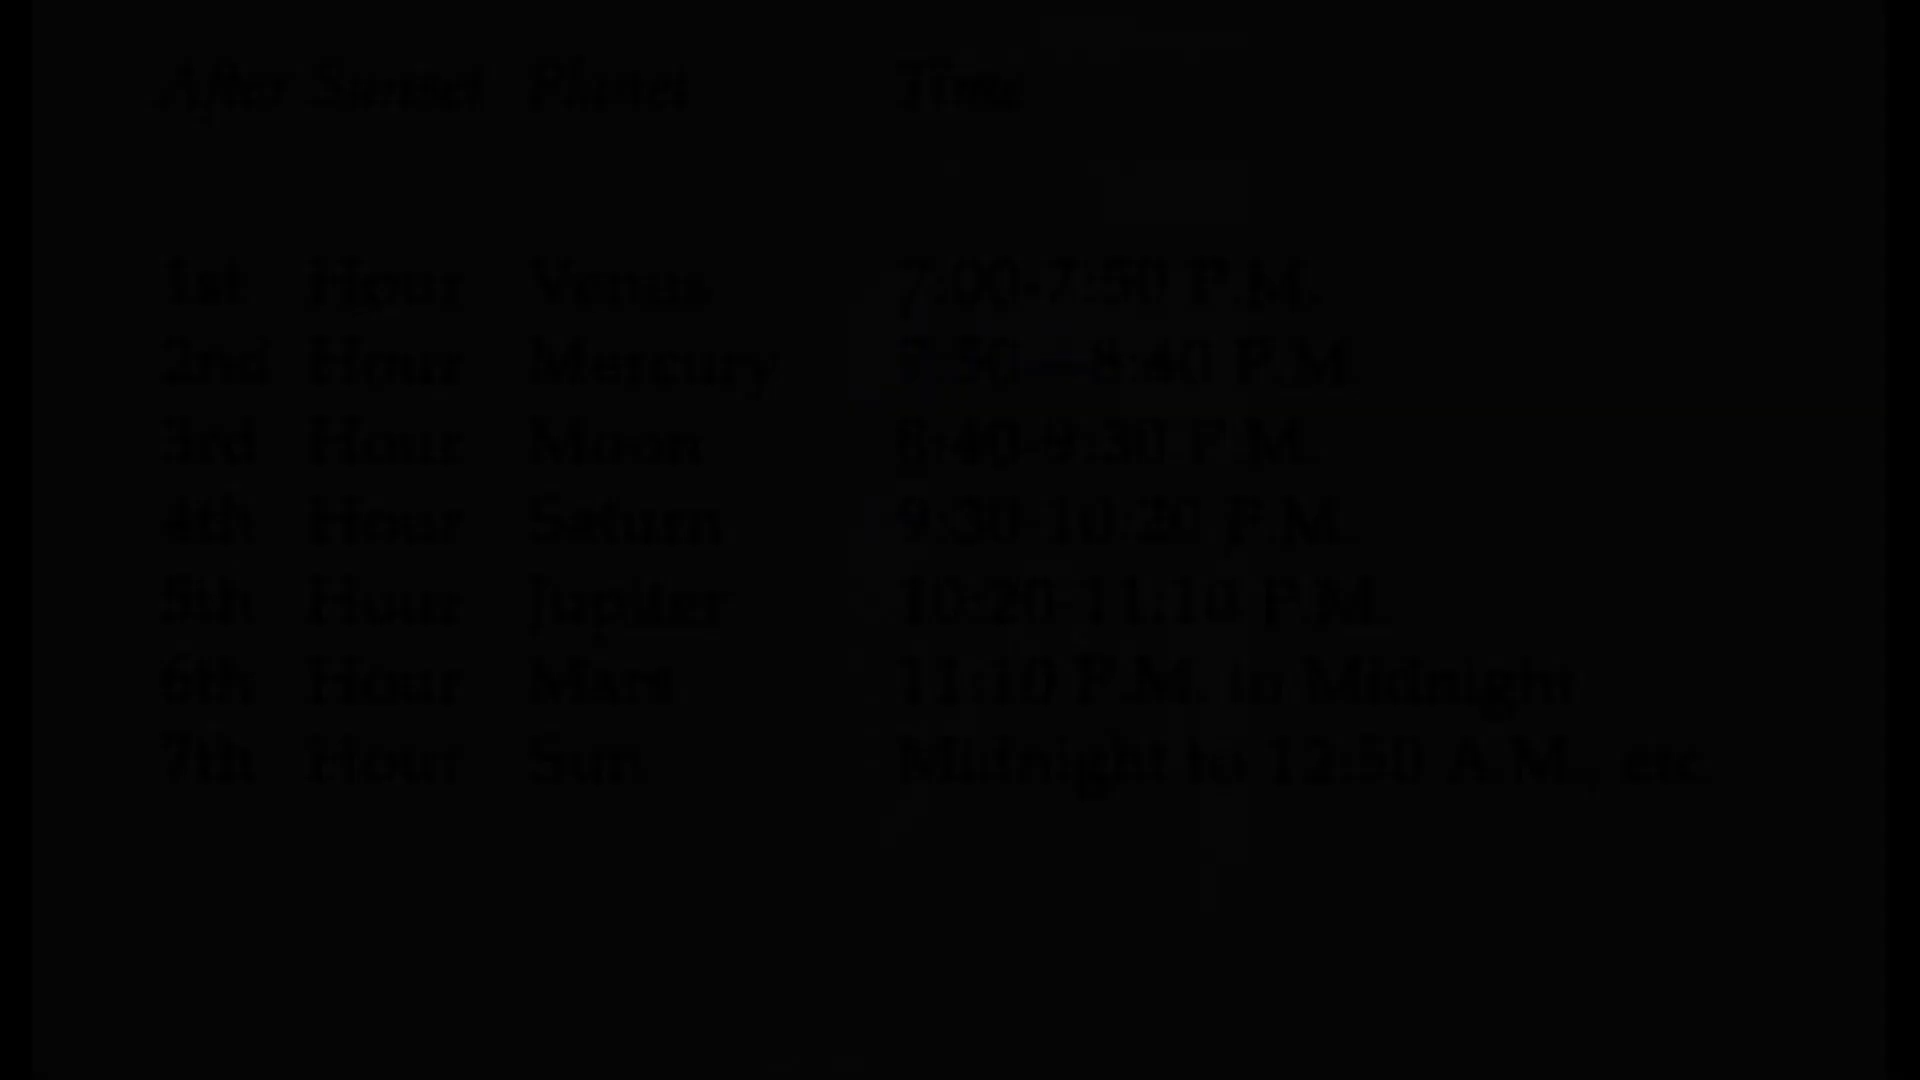 After Sunset Planet Time
1st Hour Venus 7:00-7:50 P.M.
2nd Hour Mercury 7:50—8:40 P.M.
3rd Hour Moon 8:40-9:30 P.M.
4th Hour Saturn 9:30-10:20 P.M.
5th Hour Jupiter 10:20-11:10 P.M.
6th Hour Mars 11:10 P.M. to Midnight
7th Hour Sun Midnight to 12:50 A.M., etc.